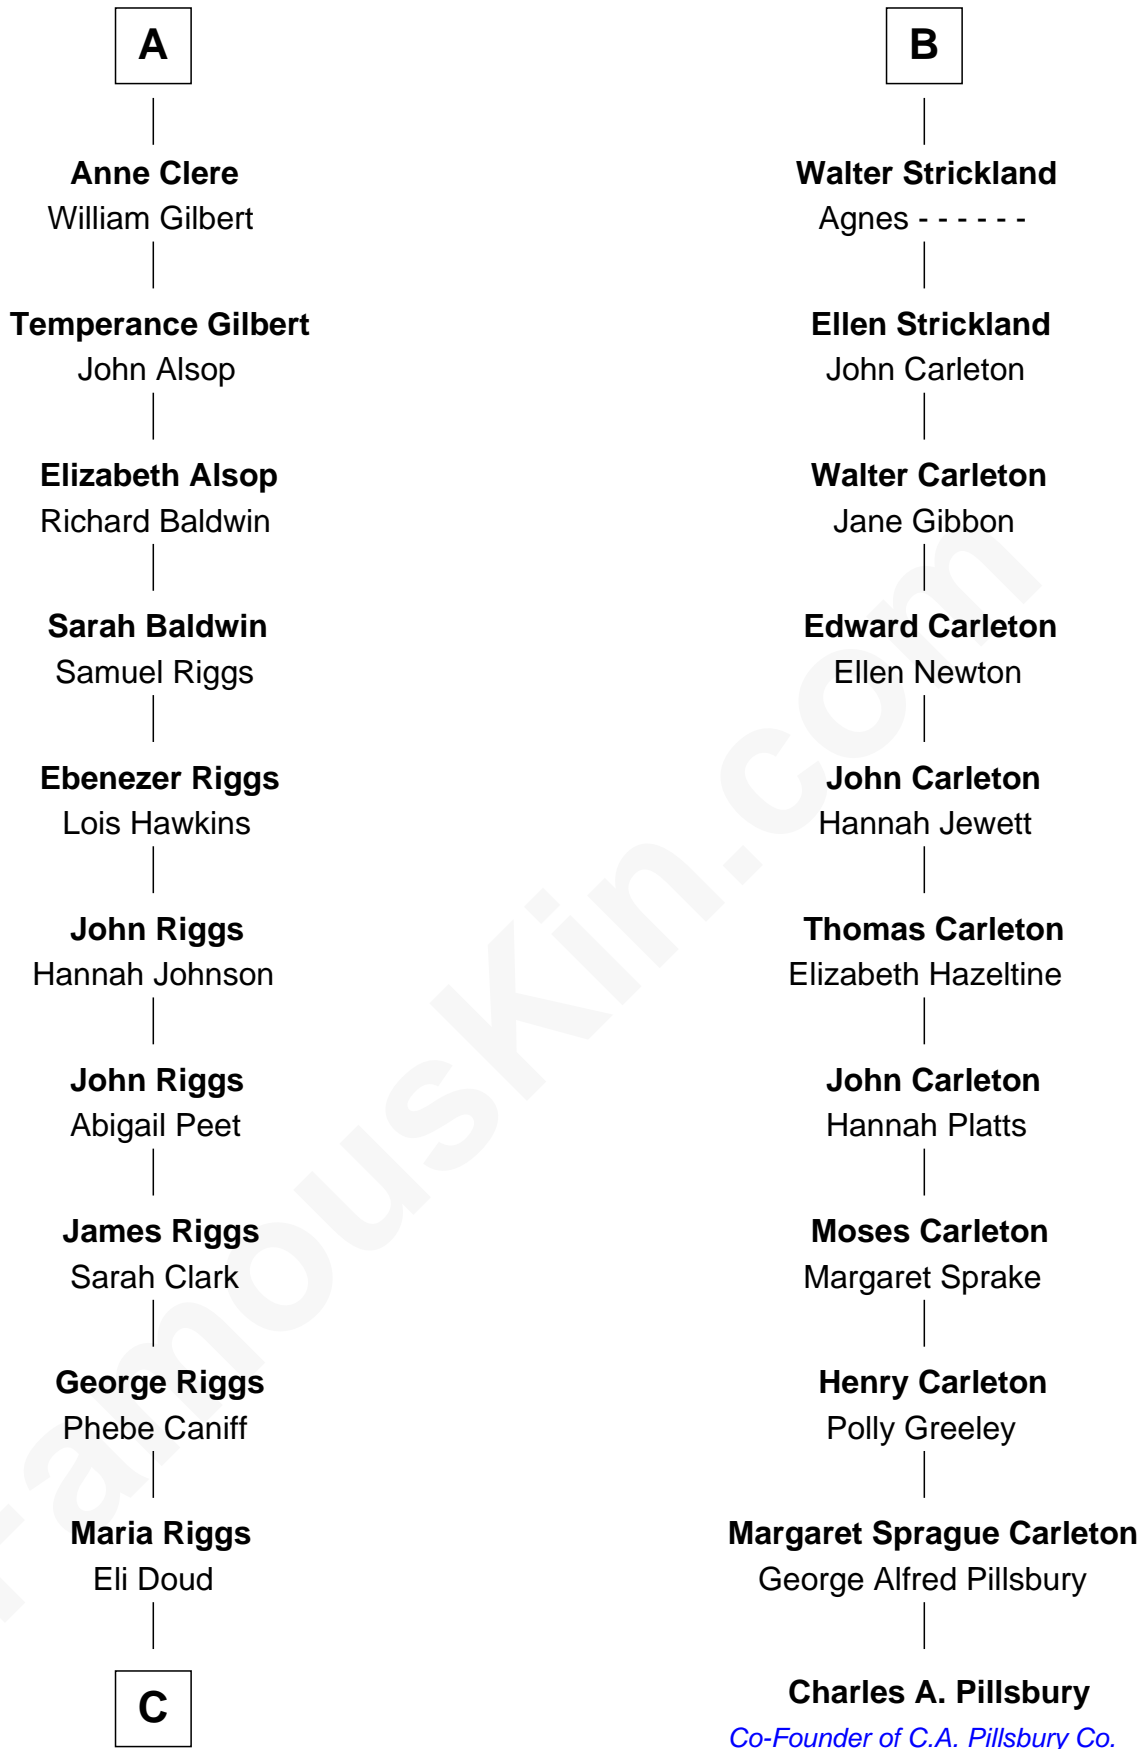 A
Anne Clere
William Gilbert
Temperance Gilbert
John Alsop
Elizabeth Alsop
Richard Baldwin
Sarah Baldwin
Samuel Riggs
Ebenezer Riggs
Lois Hawkins
John Riggs
Hannah Johnson
John Riggs
Abigail Peet
James Riggs
Sarah Clark
George Riggs
Phebe Caniff
Maria Riggs
Eli Doud
C
B
Walter Strickland
Agnes - - - - - -
Ellen Strickland
John Carleton
Walter Carleton
Jane Gibbon
Edward Carleton
Ellen Newton
John Carleton
Hannah Jewett
Thomas Carleton
Elizabeth Hazeltine
John Carleton
Hannah Platts
Moses Carleton
Margaret Sprake
Henry Carleton
Polly Greeley
Margaret Sprague Carleton
George Alfred Pillsbury
Charles A. Pillsbury
Co-Founder of C.A. Pillsbury Co.
FamousKin.com